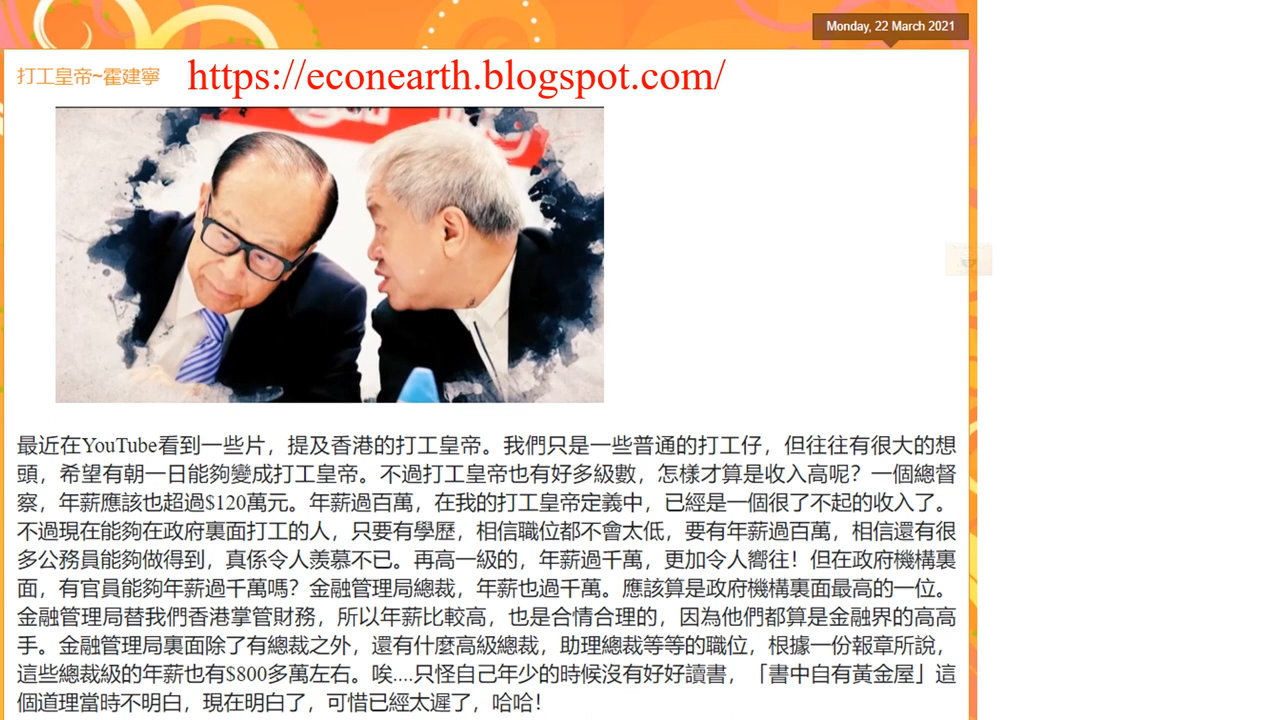 Monday, 22 March 2021
打工皇帝~霍建寧
https://econearth.blogspot.com/
最近在YouTube看到一些片，提及香港的打工皇帝。我們只是一些普通的打工仔，但往往有很大的想
頭，希望有朝一日能夠變成打工皇帝。不過打工皇帝也有好多級數，怎樣才算是收入高呢？一個總督
察，年薪應該也超過$120萬元。年薪過百萬，在我的打工皇帝定義中，已經是一個很了不起的收入了。
不過現在能夠在政府裏面打工的人，只要有學歷，相信職位都不會太低，要有年薪過百萬，相信還有很
多公務員能夠做得到，真係令人羨慕不已。再高一級的，年薪過千萬，更加令人嚮往！但在政府機構裏
面，有官員能夠年薪過千萬嗎？金融管理局總裁，年薪也過千萬。應該算是政府機構裏面最高的一位。
金融管理局替我們香港掌管財務，所以年薪比較高，也是合情合理的，因為他們都算是金融界的高高
手。金融管理局裏面除了有總裁之外，還有什麼高級總裁，助理總裁等等的職位，根據一份報章所說，
這些總裁級的年薪也有$800多萬左右。唉....只怪自己年少的時候沒有好好讀書，「書中自有黃金屋」這
個道理當時不明白，現在明白了，可惜已經太遲了，哈哈！